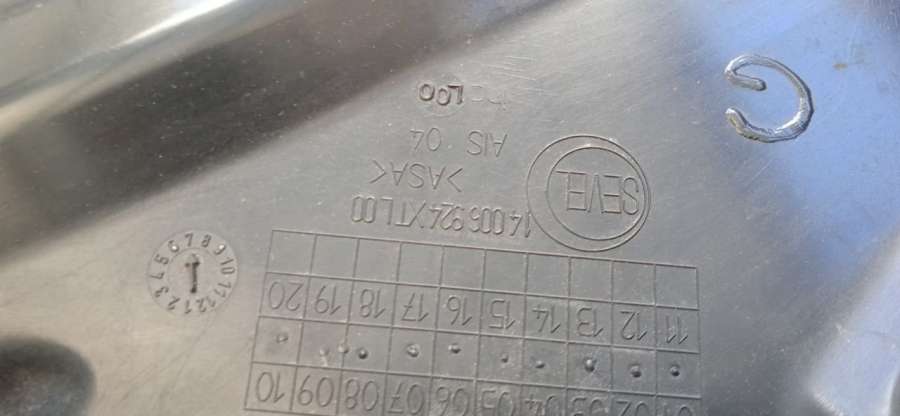 01 02 03 04 05 06 07 08 09 10
11 12 13 14 15 16 17 18 19 20
1 2 3 4 5 6 7 8 9 10 11 12
14 006 924 XTL00
SEVEL
>ASA<
AIS 04
L00
C